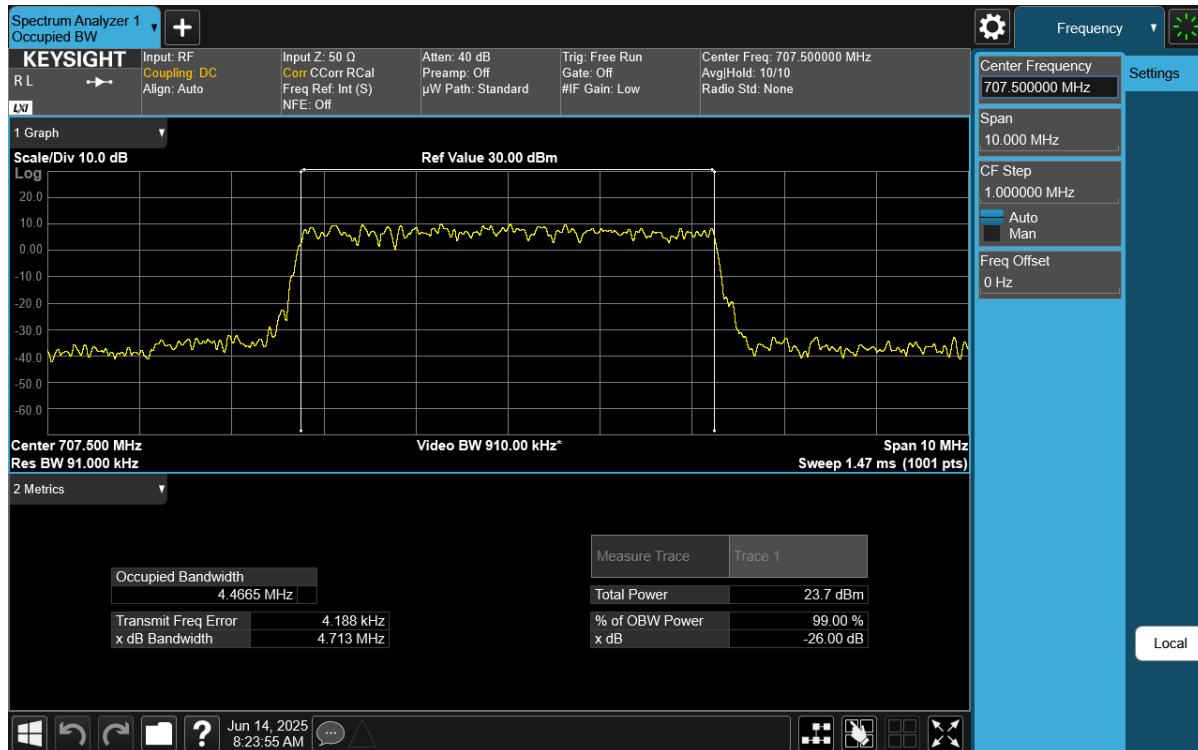 Spectrum Analyzer 1
Occupied BW
+
Frequency
KEYSIGHT
R L
LXI
Input: RF
Coupling: DC
Align: Auto
Input Z: 50 Ω
Corr CCorr RCal
Freq Ref: Int (S)
NFE: Off
Atten: 40 dB
Preamp: Off
µW Path: Standard
Trig: Free Run
Gate: Off
#IF Gain: Low
Center Freq: 707.500000 MHz
Avg|Hold: 10/10
Radio Std: None
Center Frequency
707.500000 MHz
Settings
Span
10.000 MHz
CF Step
1.000000 MHz
Auto
Man
Freq Offset
0 Hz
Local
1 Graph
Scale/Div 10.0 dB
Ref Value 30.00 dBm
Log
20.0
10.0
0.00
-10.0
-20.0
-30.0
-40.0
-50.0
-60.0
Center 707.500 MHz
Video BW 910.00 kHz*
Span 10 MHz
Res BW 91.000 kHz
Sweep 1.47 ms (1001 pts)
2 Metrics
Measure Trace Trace 1
Occupied Bandwidth
4.4665 MHz
Total Power 23.7 dBm
Transmit Freq Error 4.188 kHz
% of OBW Power 99.00 %
x dB Bandwidth 4.713 MHz
x dB -26.00 dB
?
Jun 14, 2025
8:23:55 AM